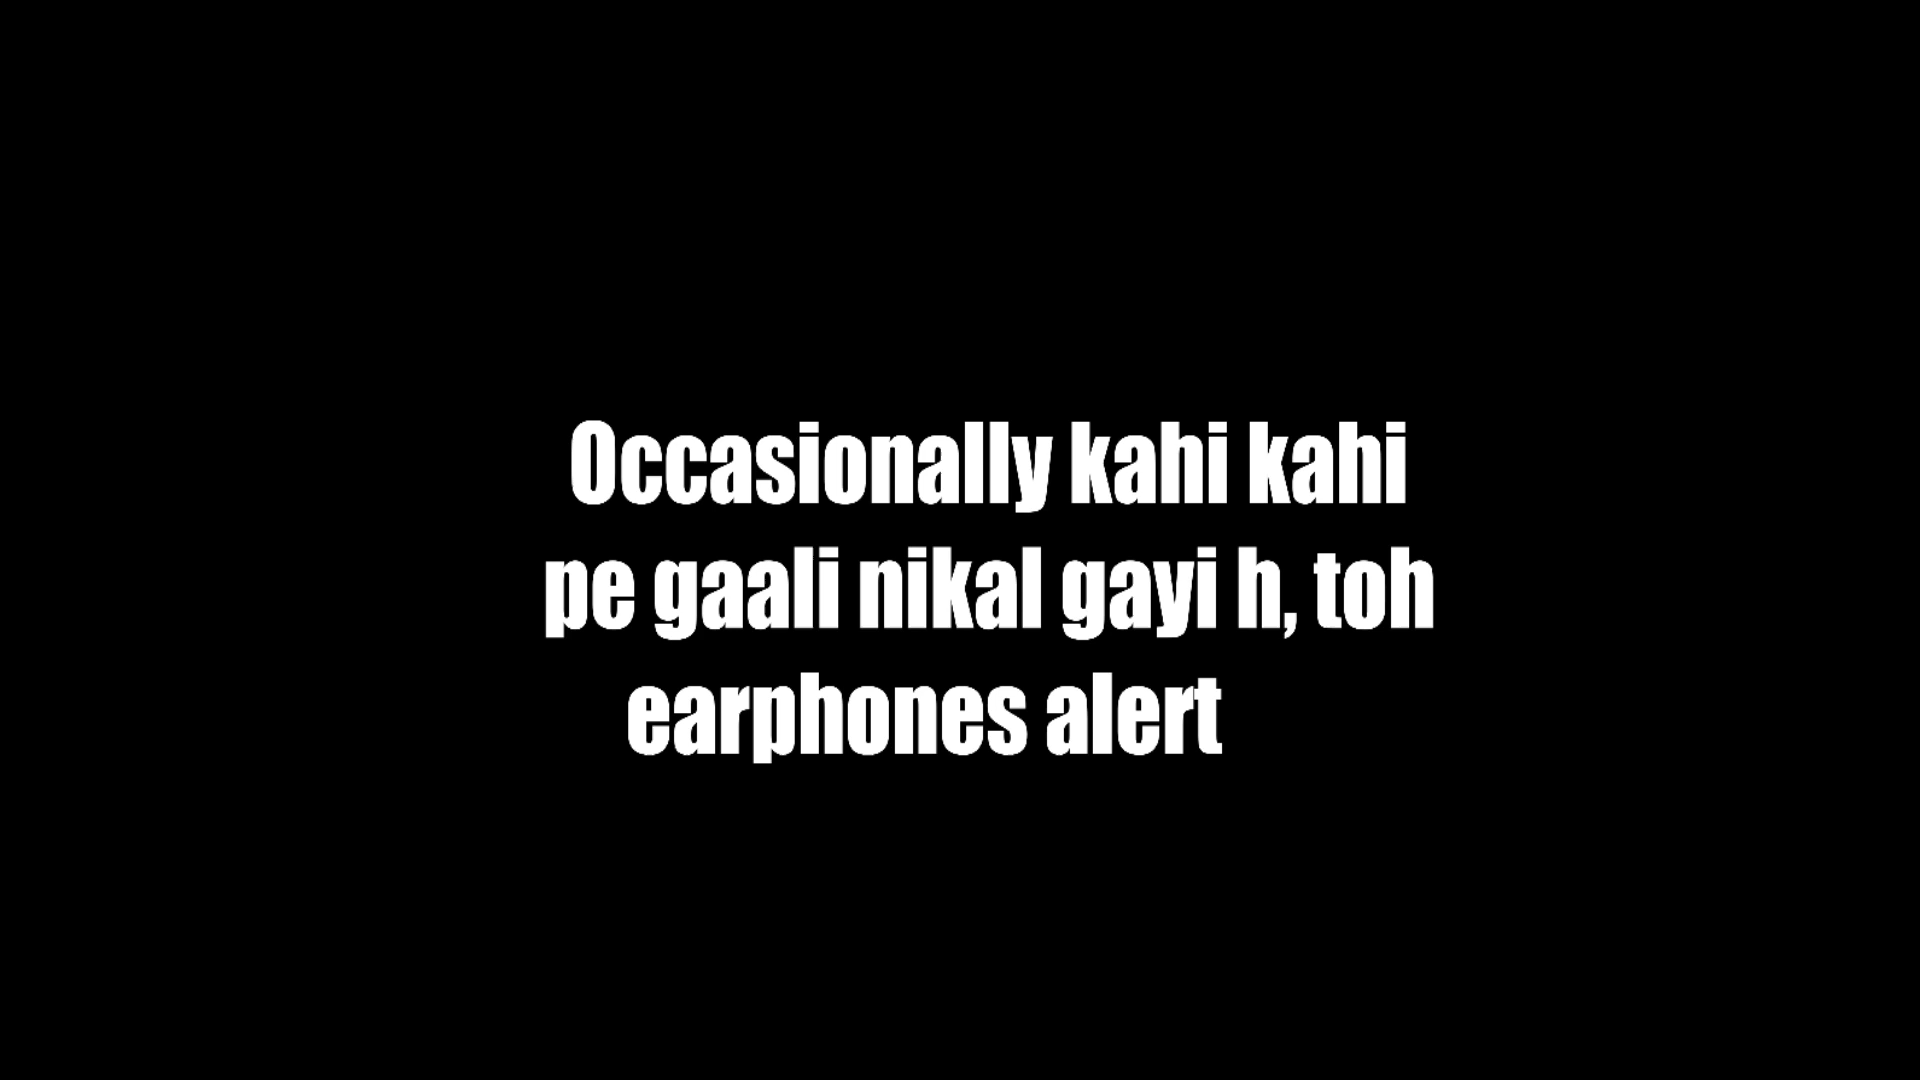 Occasionally kahi kahi
pe gaali nikal gayi h, toh
earphones alert